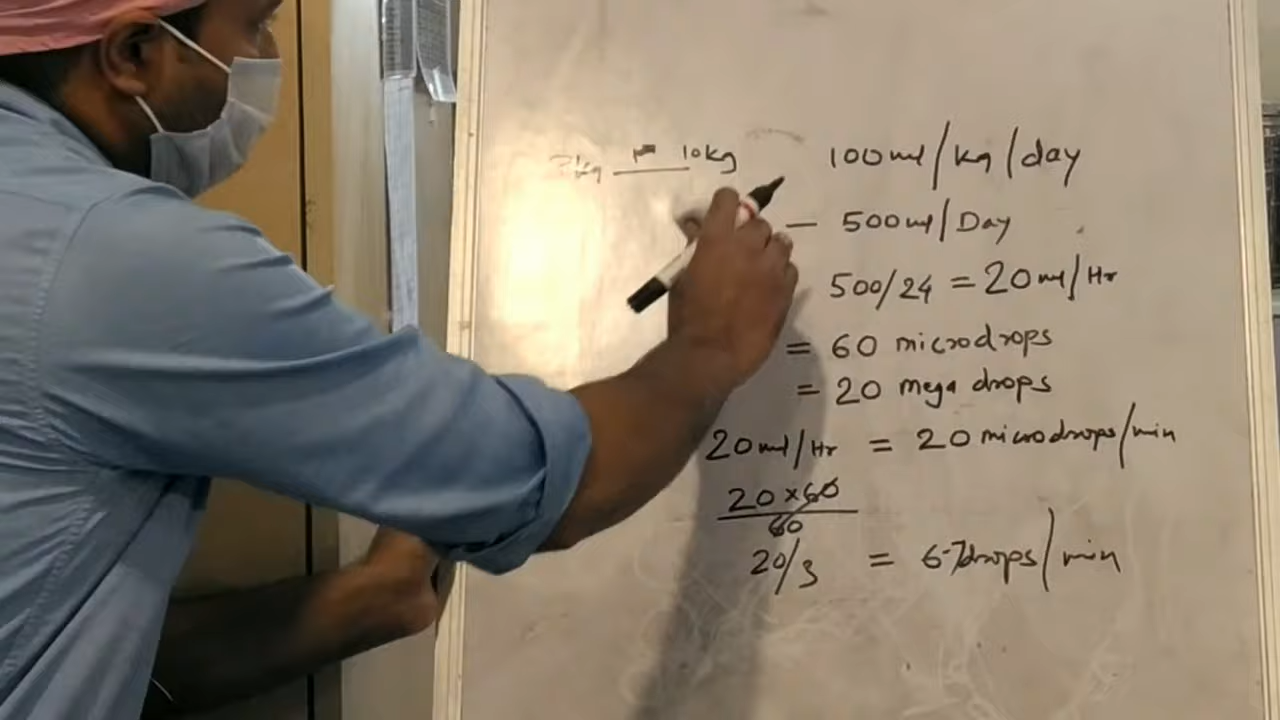 10kg 100ml/kg/day
— 500ml/Day
500/24 = 20ml/Hr
= 60 microdrops
= 20 mega drops
20ml/Hr = 20 microdrops/min
20 x 60
60
20/3 = 6-7drops/min